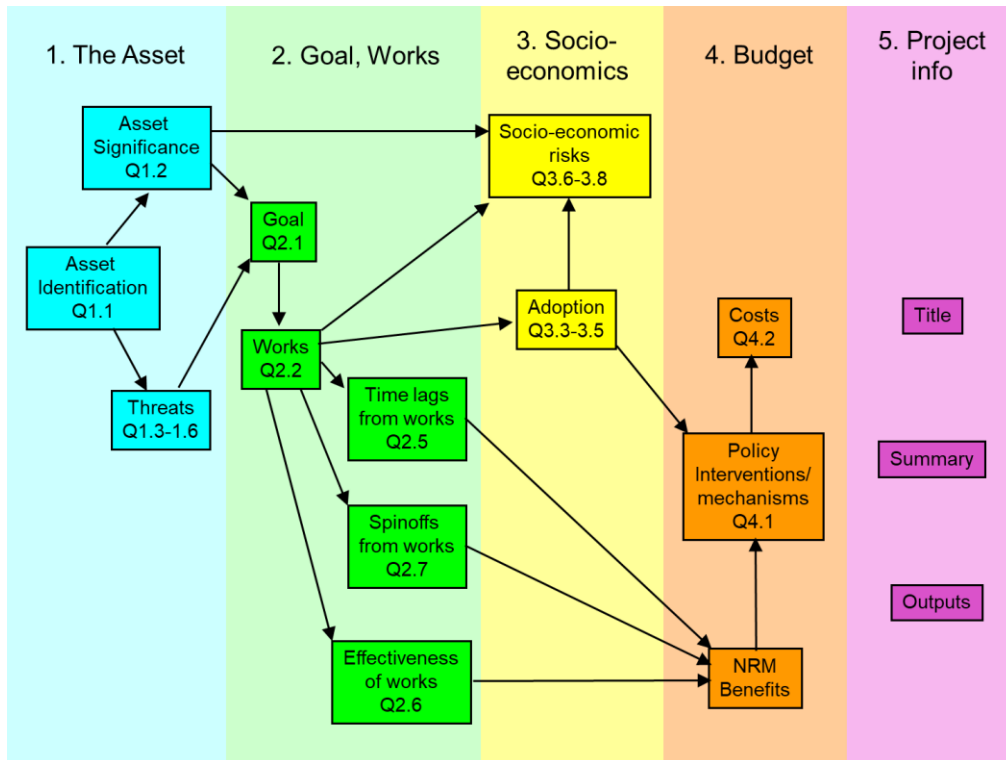 1. The Asset
2. Goal, Works
3. Socio-
economics
4. Budget
5. Project
info
Asset
Significance
Q1.2
Asset
Identification
Q1.1
Threats
Q1.3-1.6
Goal
Q2.1
Works
Q2.2
Time lags
from works
Q2.5
Spinoffs
from works
Q2.7
Effectiveness
of works
Q2.6
Socio-economic
risks
Q3.6-3.8
Adoption
Q3.3-3.5
Costs
Q4.2
Policy
Interventions/
mechanisms
Q4.1
NRM
Benefits
Title
Summary
Outputs